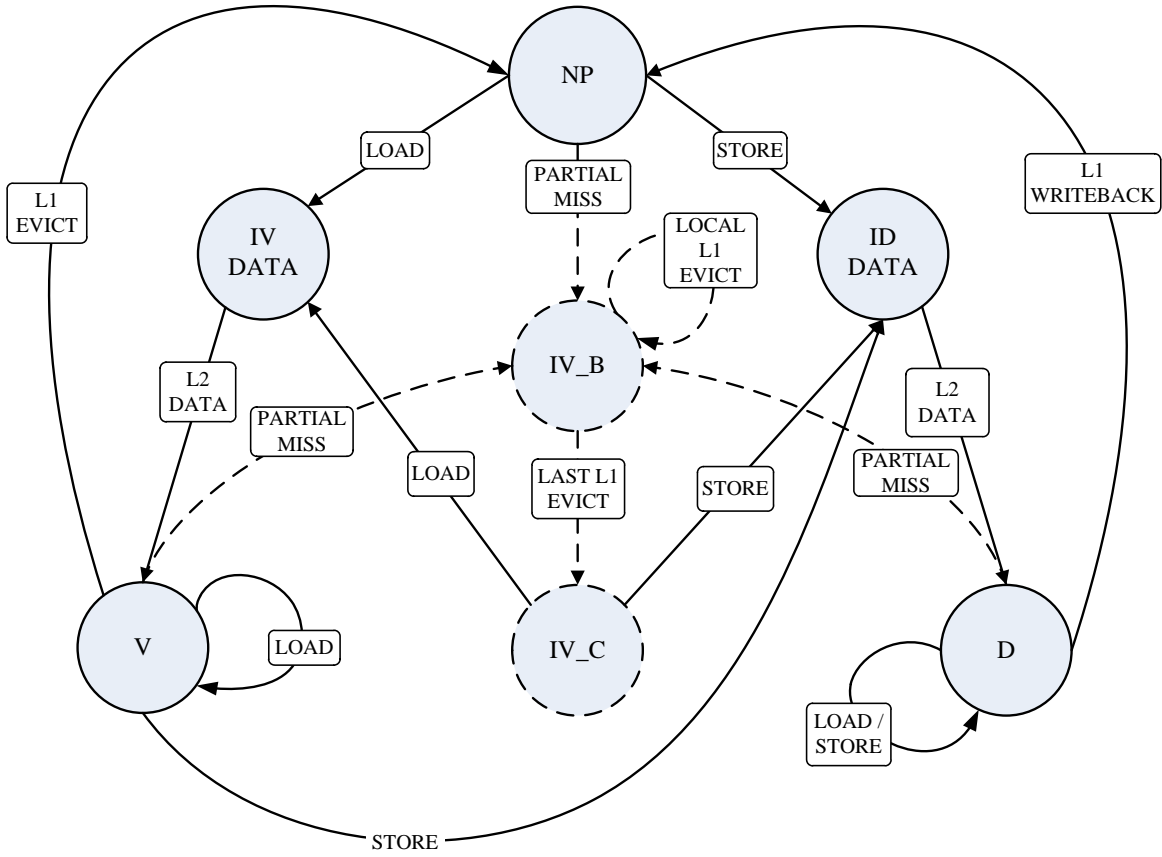 NP
LOAD
STORE
PARTIAL
MISS
L1
EVICT
L1
WRITEBACK
IV
DATA
LOCAL
L1
EVICT
ID
DATA
IV_B
L2
DATA
L2
DATA
PARTIAL
MISS
LOAD
LAST L1
EVICT
STORE
PARTIAL
MISS
V
LOAD
IV_C
D
LOAD /
STORE
STORE